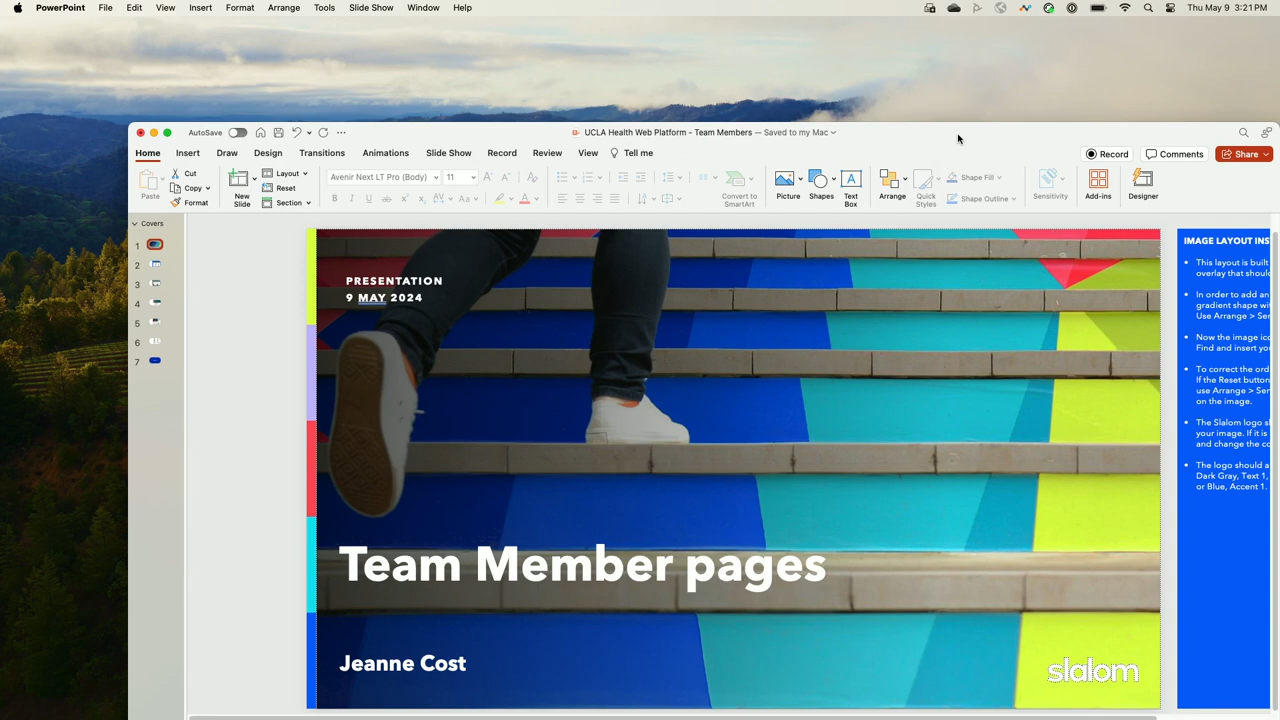 PowerPoint File Edit View Insert Format Arrange Tools Slide Show Window Help Thu May 9 3:21 PM
AutoSave UCLA Health Web Platform - Team Members — Saved to my Mac
Home Insert Draw Design Transitions Animations Slide Show Record Review View Tell me Record Comments Share
Paste Cut Copy Format New Slide Layout Reset Section
Avenir Next LT Pro (Body) 11
Convert to SmartArt Picture Shapes Text Box Arrange Quick Styles Shape Fill Shape Outline Sensitivity Add-ins Designer
Covers
1
2
3
4
5
6
7
PRESENTATION
9 MAY 2024
Team Member pages
Jeanne Cost
slalom
IMAGE LAYOUT INS
• This layout is built
overlay that should
• In order to add an
gradient shape wi
Use Arrange > Ser
• Now the image ico
Find and insert you
• To correct the ord
If the Reset button
use Arrange > Ser
on the image.
• The Slalom logo sl
your image. If it is
and change the co
• The logo should a
Dark Gray, Text 1,
or Blue, Accent 1.